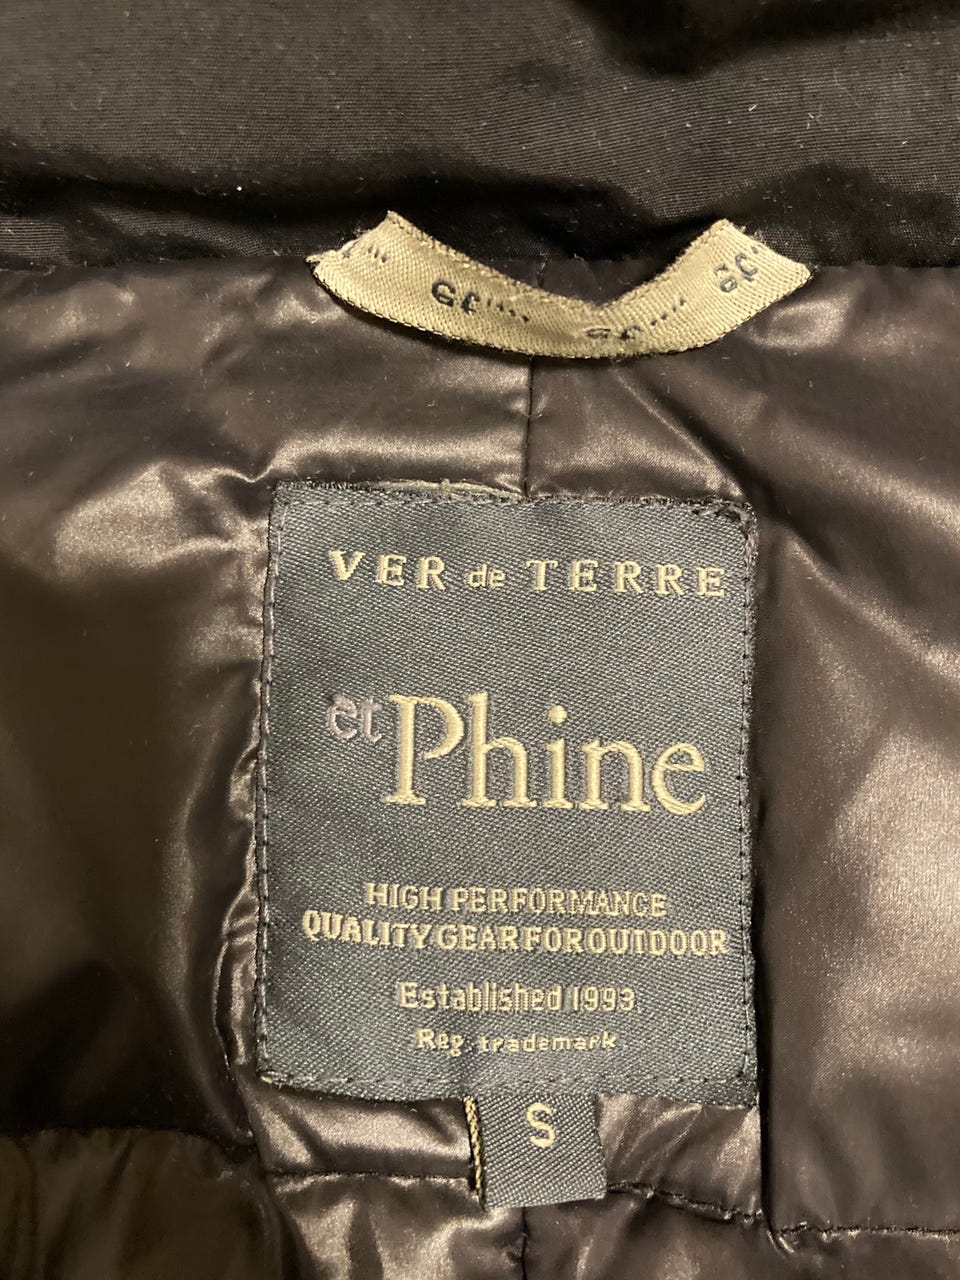 VER de TERRE
et Phine
HIGH PERFORMANCE
QUALITY GEAR FOR OUTDOOR
Established 1993
Reg. trademark
S